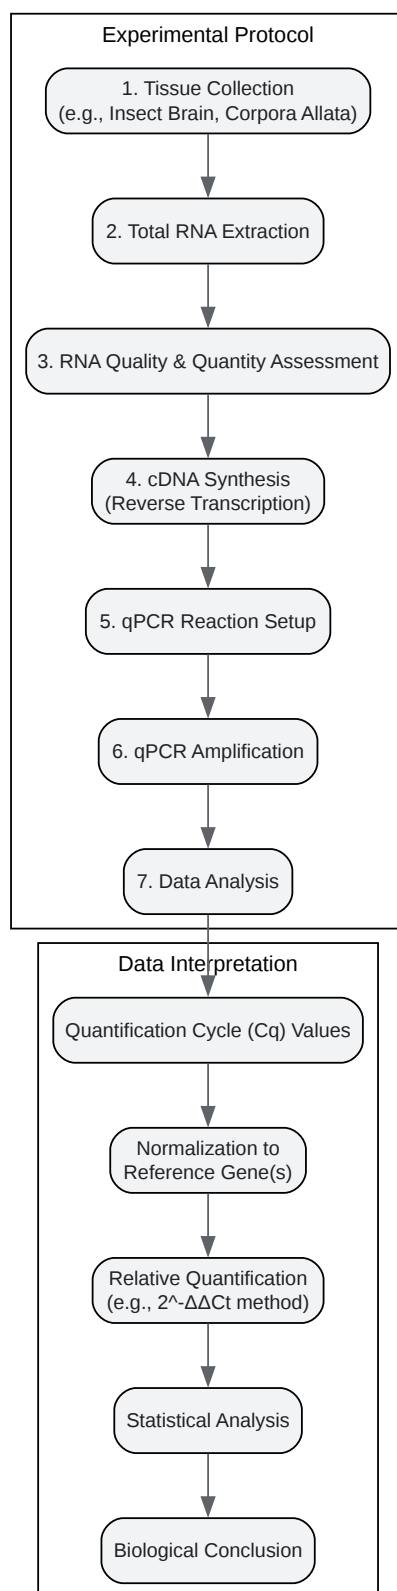 Experimental Protocol
1. Tissue Collection
(e.g., Insect Brain, Corpora Allata)
2. Total RNA Extraction
3. RNA Quality & Quantity Assessment
4. cDNA Synthesis
(Reverse Transcription)
5. qPCR Reaction Setup
6. qPCR Amplification
7. Data Analysis
Data Interpretation
Quantification Cycle (Cq) Values
Normalization to
Reference Gene(s)
Relative Quantification
(e.g., 2^-ΔΔCt method)
Statistical Analysis
Biological Conclusion